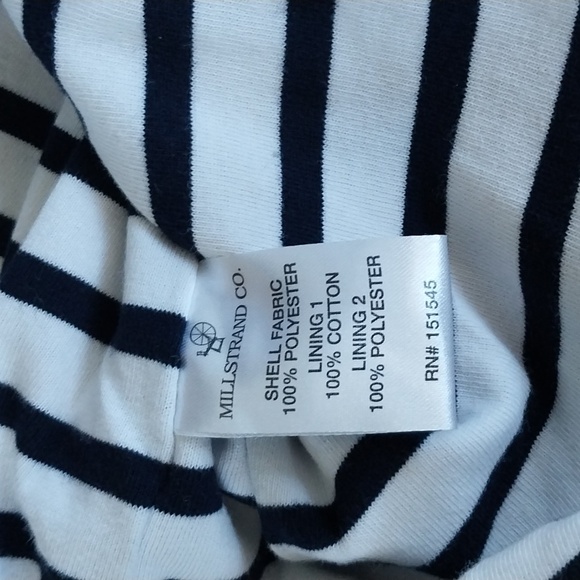 MILLSTRAND CO.
SHELL FABRIC
100% POLYESTER
LINING 1
100% COTTON
LINING 2
100% POLYESTER
RN# 151545